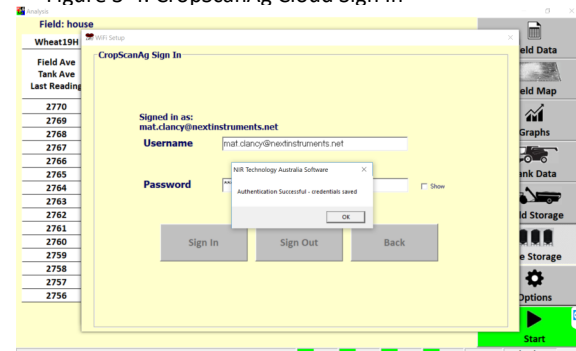 Figure 3-4: CropScanAg Cloud Sign In
Analysis
Field: house
WiFi Setup
Wheat19H
CropScanAg Sign In
Field Ave
Tank Ave
Last Reading
2770
2769
2768
2767
2766
2765
2764
2763
2762
2761
2760
2759
2758
2757
2756
Signed in as:
mat.clancy@nextinstruments.net
Username
mat.clancy@nextinstruments.net
NIR Technology Australia Software
Authentication Successful - credentials saved
OK
Password
Show
Sign In
Sign Out
Back
eld Data
eld Map
Graphs
nk Data
ld Storage
e Storage
Options
Start